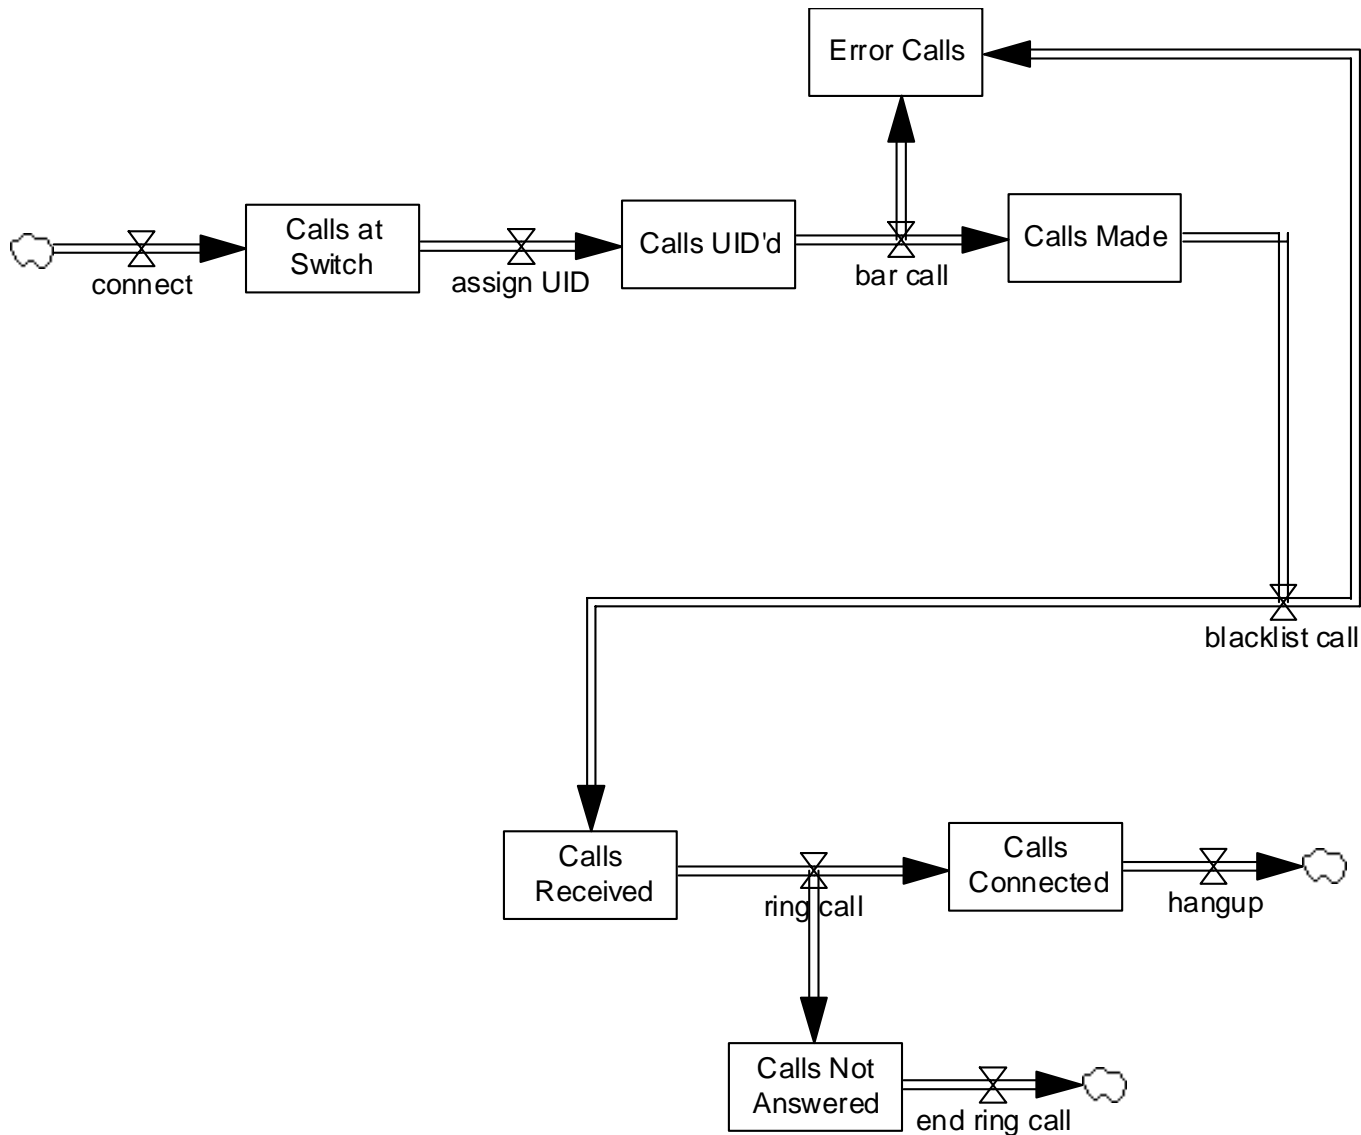 Error Calls
Calls at
Switch
Calls UID'd
Calls Made
connect
assign UID
bar call
blacklist call
Calls
Received
ring call
Calls
Connected
hangup
Calls Not
Answered
end ring call